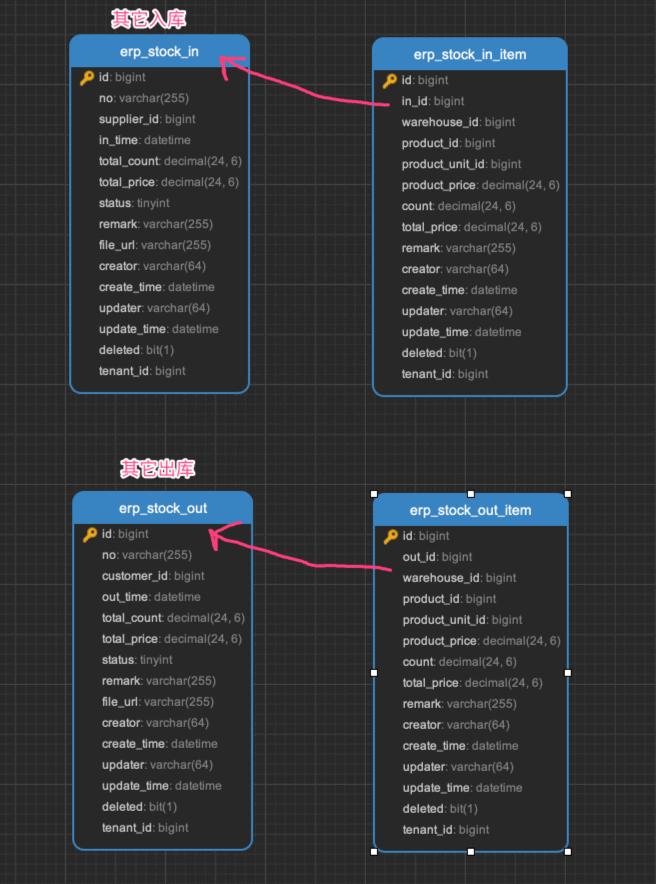 其它入库
erp_stock_in
id: bigint
no: varchar(255)
supplier_id: bigint
in_time: datetime
total_count: decimal(24, 6)
total_price: decimal(24, 6)
status: tinyint
remark: varchar(255)
file_url: varchar(255)
creator: varchar(64)
create_time: datetime
updater: varchar(64)
update_time: datetime
deleted: bit(1)
tenant_id: bigint
erp_stock_in_item
id: bigint
in_id: bigint
warehouse_id: bigint
product_id: bigint
product_unit_id: bigint
product_price: decimal(24, 6)
count: decimal(24, 6)
total_price: decimal(24, 6)
remark: varchar(255)
creator: varchar(64)
create_time: datetime
updater: varchar(64)
update_time: datetime
deleted: bit(1)
tenant_id: bigint
其它出库
erp_stock_out
id: bigint
no: varchar(255)
customer_id: bigint
out_time: datetime
total_count: decimal(24, 6)
total_price: decimal(24, 6)
status: tinyint
remark: varchar(255)
file_url: varchar(255)
creator: varchar(64)
create_time: datetime
updater: varchar(64)
update_time: datetime
deleted: bit(1)
tenant_id: bigint
erp_stock_out_item
id: bigint
out_id: bigint
warehouse_id: bigint
product_id: bigint
product_unit_id: bigint
product_price: decimal(24, 6)
count: decimal(24, 6)
total_price: decimal(24, 6)
remark: varchar(255)
creator: varchar(64)
create_time: datetime
updater: varchar(64)
update_time: datetime
deleted: bit(1)
tenant_id: bigint